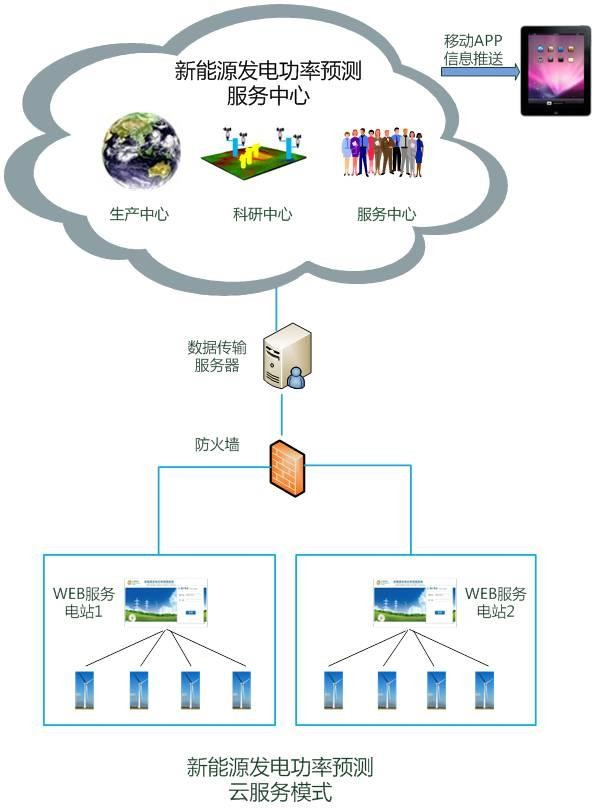 新能源发电功率预测
服务中心
移动APP
信息推送
生产中心
科研中心
服务中心
数据传输
服务器
防火墙
WEB服务
电站1
WEB服务
电站2
新能源发电功率预测
云服务模式